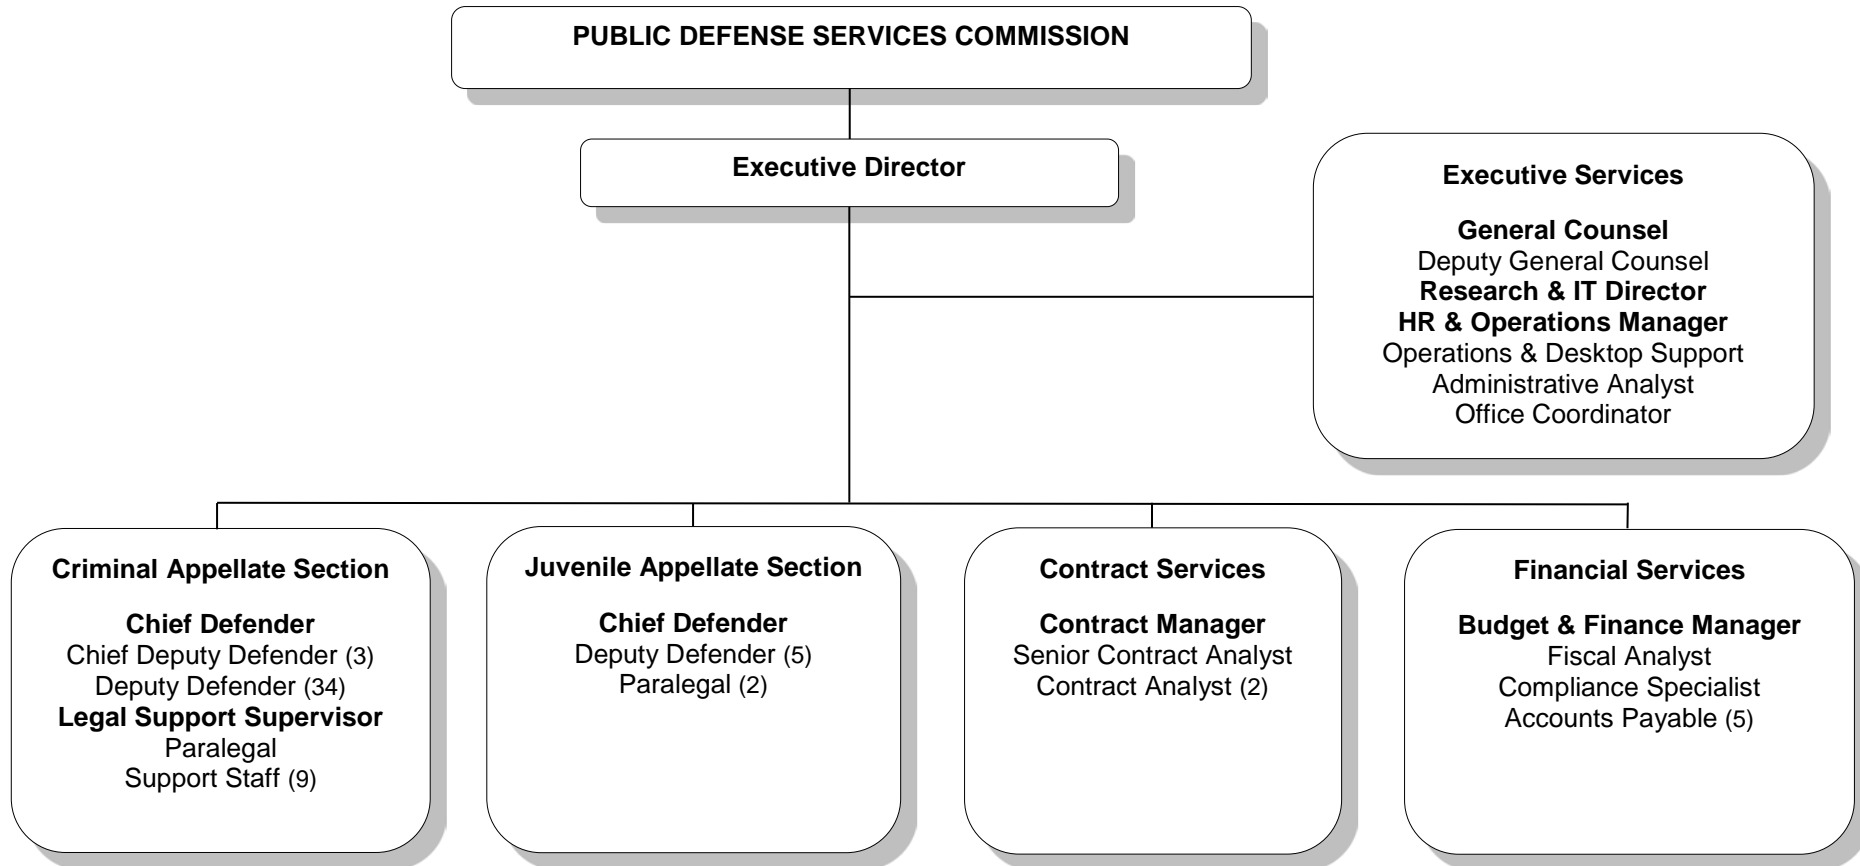 PUBLIC DEFENSE SERVICES COMMISSION
Executive Director
Executive Services
General Counsel
Deputy General Counsel
Research & IT Director
HR & Operations Manager
Operations & Desktop Support
Administrative Analyst
Office Coordinator
Criminal Appellate Section
Chief Defender
Chief Deputy Defender (3)
Deputy Defender (34)
Legal Support Supervisor
Paralegal
Support Staff (9)
Juvenile Appellate Section
Chief Defender
Deputy Defender (5)
Paralegal (2)
Contract Services
Contract Manager
Senior Contract Analyst
Contract Analyst (2)
Financial Services
Budget & Finance Manager
Fiscal Analyst
Compliance Specialist
Accounts Payable (5)